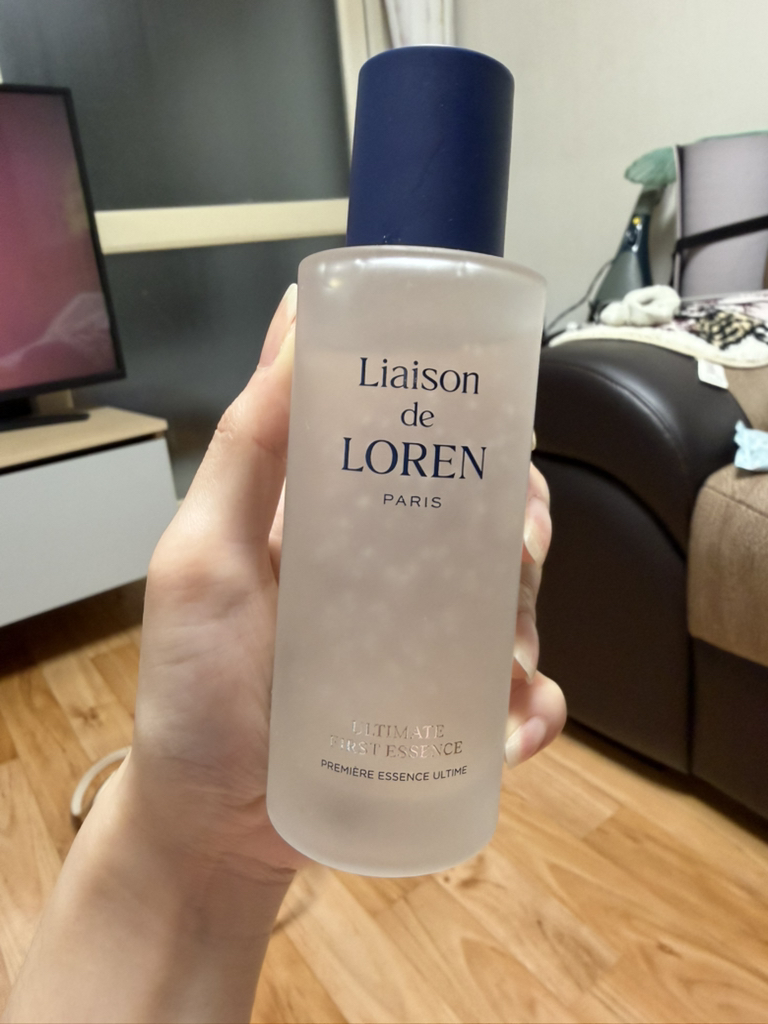 Liaison
de
LOREN
PARIS
ULTIMATE
FIRST ESSENCE
PREMIÈRE ESSENCE ULTIME